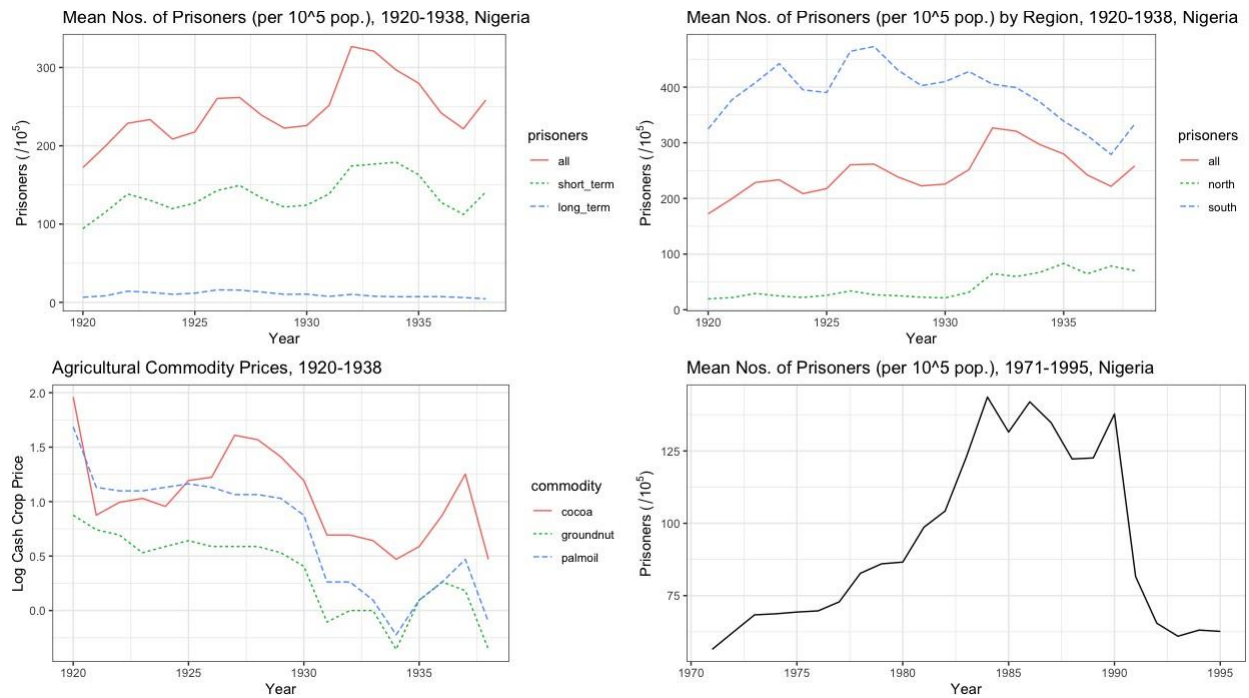 Mean Nos. of Prisoners (per 10^5 pop.), 1920-1938, Nigeria
300
200
100
0
Prisoners (/10⁵)
1920
1925
1930
1935
Year
prisoners
all
short_term
long_term
Mean Nos. of Prisoners (per 10^5 pop.) by Region, 1920-1938, Nigeria
400
300
200
100
0
Prisoners (/10⁵)
1920
1925
1930
1935
Year
prisoners
all
north
south
Agricultural Commodity Prices, 1920-1938
2.0
1.5
1.0
0.5
0.0
Log Cash Crop Price
1920
1925
1930
1935
Year
commodity
cocoa
groundnut
palmoil
Mean Nos. of Prisoners (per 10^5 pop.), 1971-1995, Nigeria
125
100
75
Prisoners (/10⁵)
1970
1975
1980
1985
1990
1995
Year